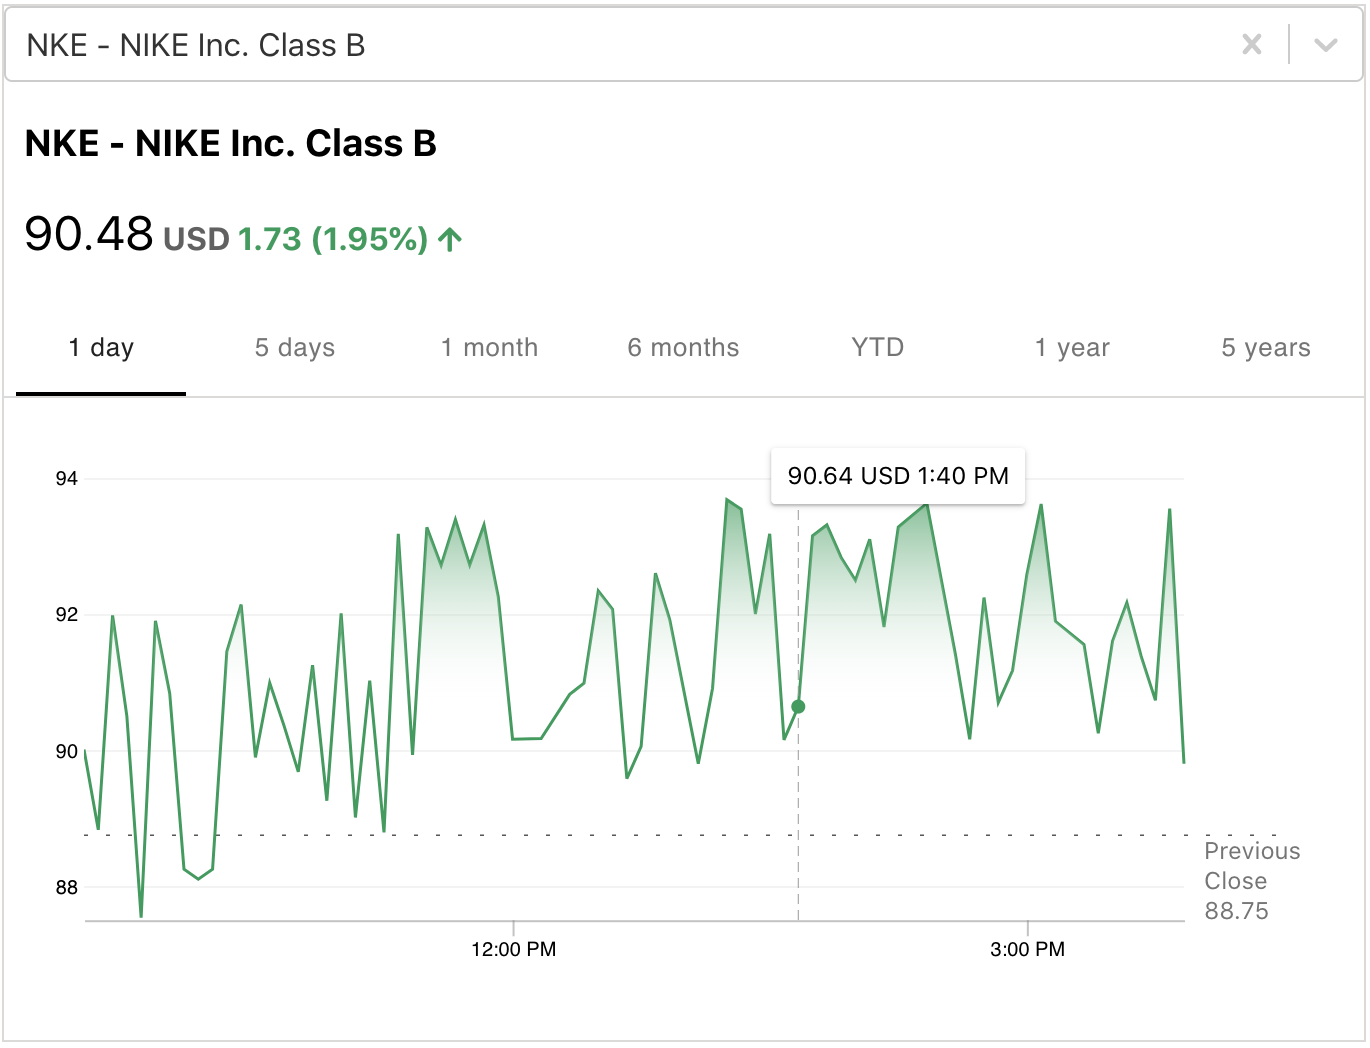 NKE - NIKE Inc. Class B
NKE - NIKE Inc. Class B
90.48 USD 1.73 (1.95%) ↑
1 day 5 days 1 month 6 months YTD 1 year 5 years
90.64 USD 1:40 PM
94
92
90
88
Previous
Close
88.75
12:00 PM 3:00 PM